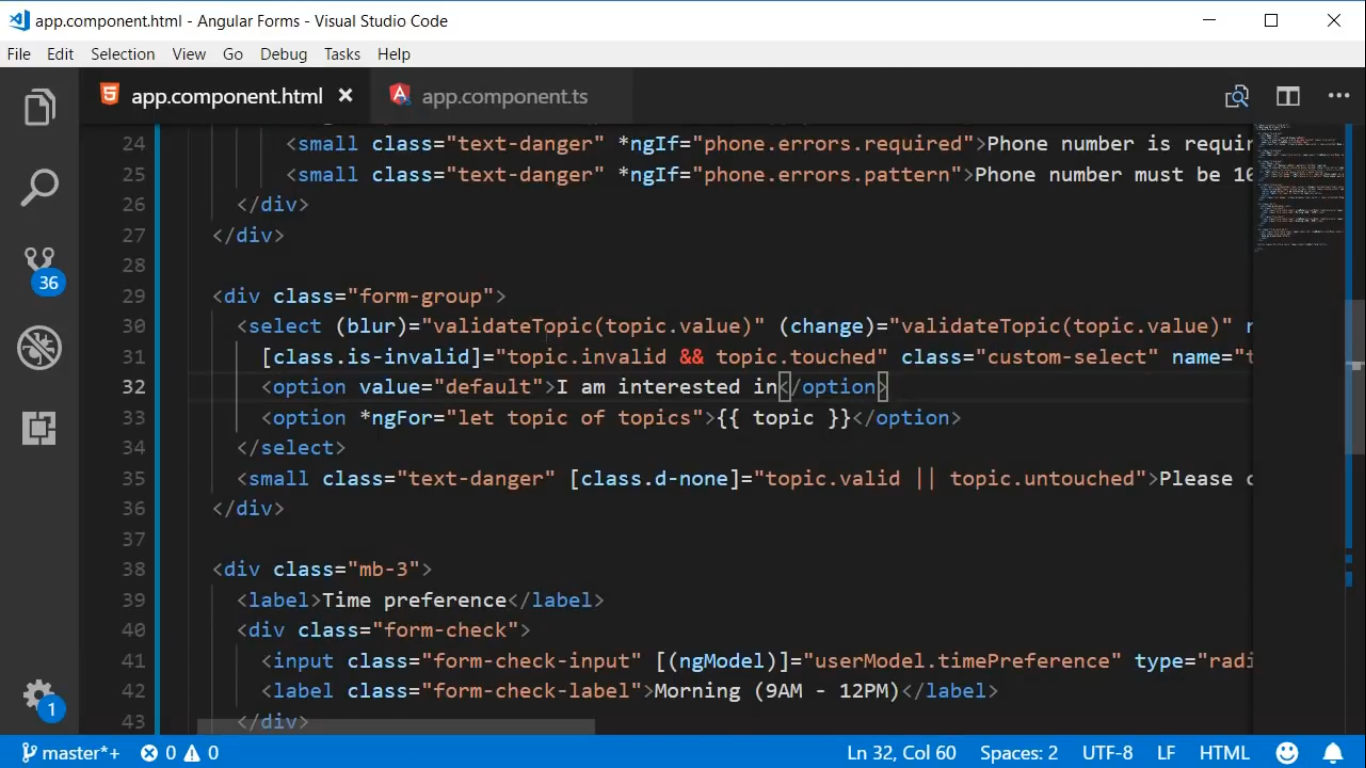 app.component.html - Angular Forms - Visual Studio Code
File Edit Selection View Go Debug Tasks Help
app.component.html app.component.ts
24 <small class="text-danger" *ngIf="phone.errors.required">Phone number is requir
25 <small class="text-danger" *ngIf="phone.errors.pattern">Phone number must be 10
26 </div>
27 </div>
28
29 <div class="form-group">
30 <select (blur)="validateTopic(topic.value)" (change)="validateTopic(topic.value)"
31 [class.is-invalid]="topic.invalid && topic.touched" class="custom-select" name="t
32 <option value="default">I am interested in</option>
33 <option *ngFor="let topic of topics">{{ topic }}</option>
34 </select>
35 <small class="text-danger" [class.d-none]="topic.valid || topic.untouched">Please c
36 </div>
37
38 <div class="mb-3">
39 <label>Time preference</label>
40 <div class="form-check">
41 <input class="form-check-input" [(ngModel)]="userModel.timePreference" type="radi
42 <label class="form-check-label">Morning (9AM - 12PM)</label>
43 </div>
36
1
master*+ 0 0 Ln 32, Col 60 Spaces: 2 UTF-8 LF HTML